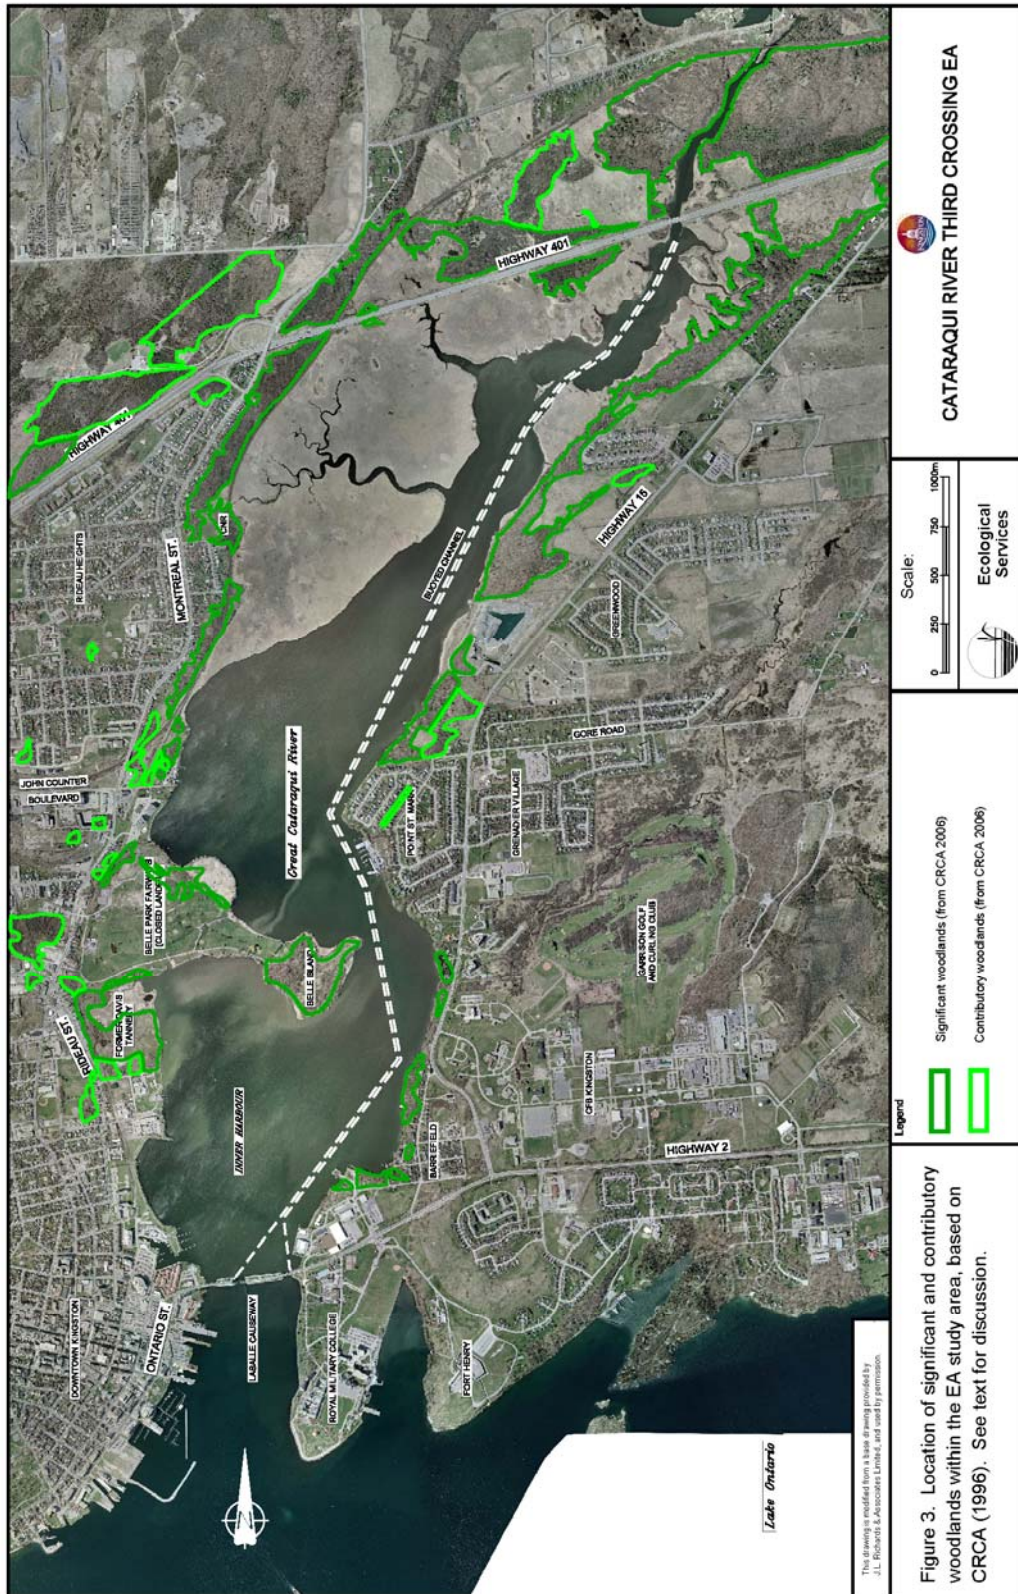 HIGHWAY 401
HIGHWAY 401
RIDEAU HEIGHTS
MONTREAL ST.
CNR
BUOYED CHANNEL
HIGHWAY 15
GREENWOOD
JOHN COUNTER
BOULEVARD
Great Cataraqui River
GORE ROAD
POINT ST. MARK
GRENADIER VILLAGE
BELLE PARK FAIRWAYS
(CLOSED LANDFILL)
BELLE ISLAND
GARRISON GOLF
AND CURLING CLUB
RIDEAU ST.
FORMER DAVIS
TANNERY
INNER HARBOUR
CFB KINGSTON
BARRIEFIELD
HIGHWAY 2
DOWNTOWN KINGSTON
ONTARIO ST.
LASALLE CAUSEWAY
ROYAL MILITARY COLLEGE
FORT HENRY
Lake Ontario
This drawing is modified from a base drawing provided by
J.L. Richards & Associates Limited, and used by permission.
Figure 3. Location of significant and contributory
woodlands within the EA study area, based on
CRCA (1996). See text for discussion.
Legend
Significant woodlands (from CRCA 2006)
Contributory woodlands (from CRCA 2006)
Scale:
0 250 500 750 1000m
Ecological
Services
KINGSTON
CATARAQUI RIVER THIRD CROSSING EA